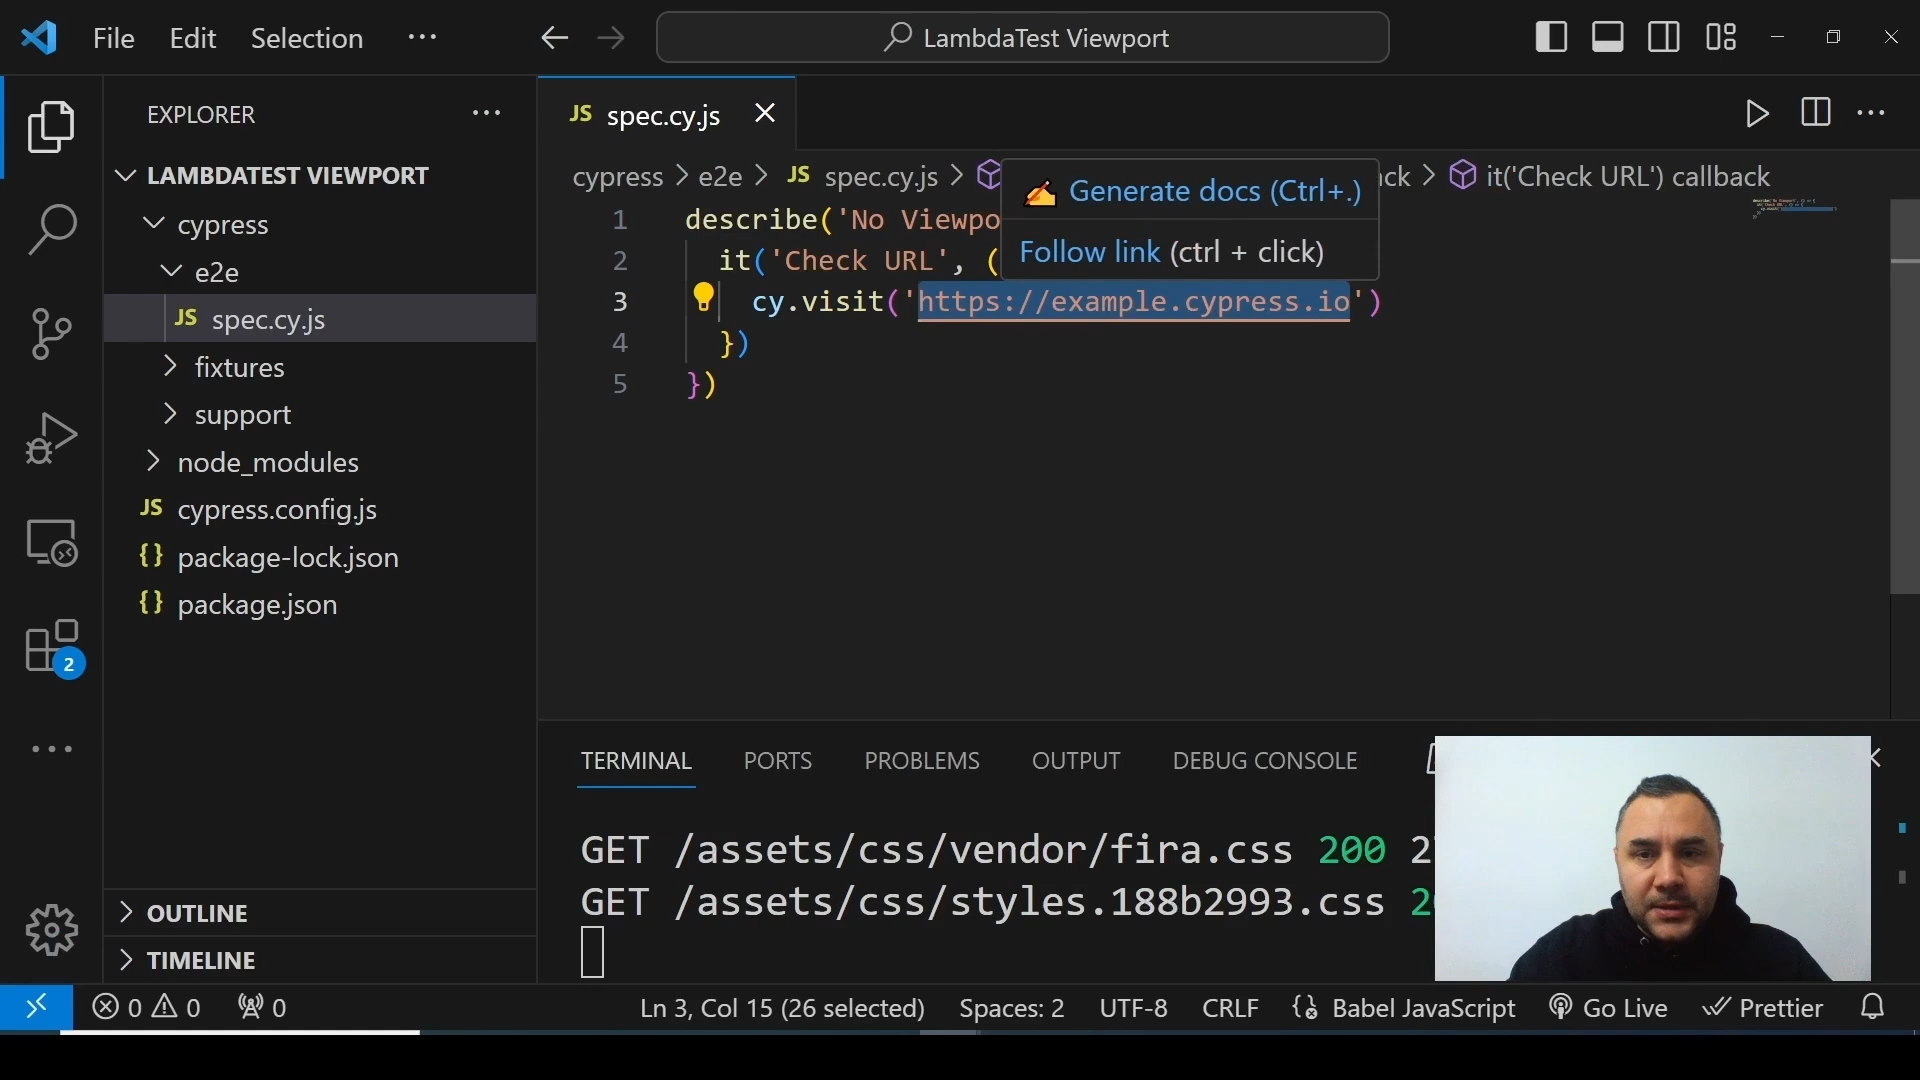 File Edit Selection ···
LambdaTest Viewport
EXPLORER
LAMBDATEST VIEWPORT
cypress
e2e
JS spec.cy.js
fixtures
support
node_modules
JS cypress.config.js
{} package-lock.json
{} package.json
OUTLINE
TIMELINE
2
JS spec.cy.js
cypress > e2e > JS spec.cy.js >
ck > it('Check URL') callback
Generate docs (Ctrl+.)
Follow link (ctrl + click)
1 describe('No Viewpo
2 it('Check URL', (
3 cy.visit('https://example.cypress.io')
4 })
5 })
TERMINAL PORTS PROBLEMS OUTPUT DEBUG CONSOLE
GET /assets/css/vendor/fira.css 200 2
GET /assets/css/styles.188b2993.css 2
0 0 0 Ln 3, Col 15 (26 selected) Spaces: 2 UTF-8 CRLF {} Babel JavaScript Go Live Prettier